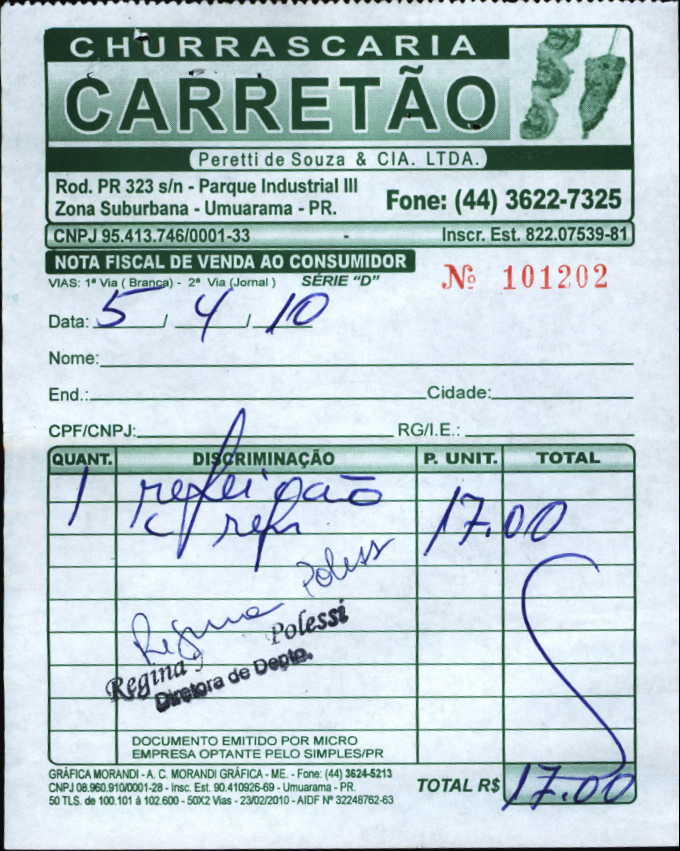 CHURRASCARIA
CARRETÃO
Peretti de Souza & CIA. LTDA.
Rod. PR 323 s/n - Parque Industrial III
Zona Suburbana - Umuarama - PR.
Fone: (44) 3622-7325
CNPJ 95.413.746/0001-33 - Inscr. Est. 822.07539-81
NOTA FISCAL DE VENDA AO CONSUMIDOR
VIAS: 1ª Via ( Branca) - 2ª Via (Jornal ) SÉRIE "D"
Nº 101202
Data: 5 / 4 / 10
Nome:
End.: Cidade:
CPF/CNPJ: RG/I.E.:
QUANT. DISCRIMINAÇÃO P. UNIT. TOTAL
1 refeição 17.00
c/ refri
Regina Poless
Regina Polessi
Diretora de Depto.
DOCUMENTO EMITIDO POR MICRO
EMPRESA OPTANTE PELO SIMPLES/PR
GRÁFICA MORANDI - A. C. MORANDI GRÁFICA - ME. - Fone: (44) 3624-5213
CNPJ 08.960.910/0001-28 - Insc. Est. 90.410926-69 - Umuarama - PR.
50 TLS. de 100.101 à 102.600 - 50X2 Vias - 23/02/2010 - AIDF Nº 32248762-63
TOTAL R$ 17.00